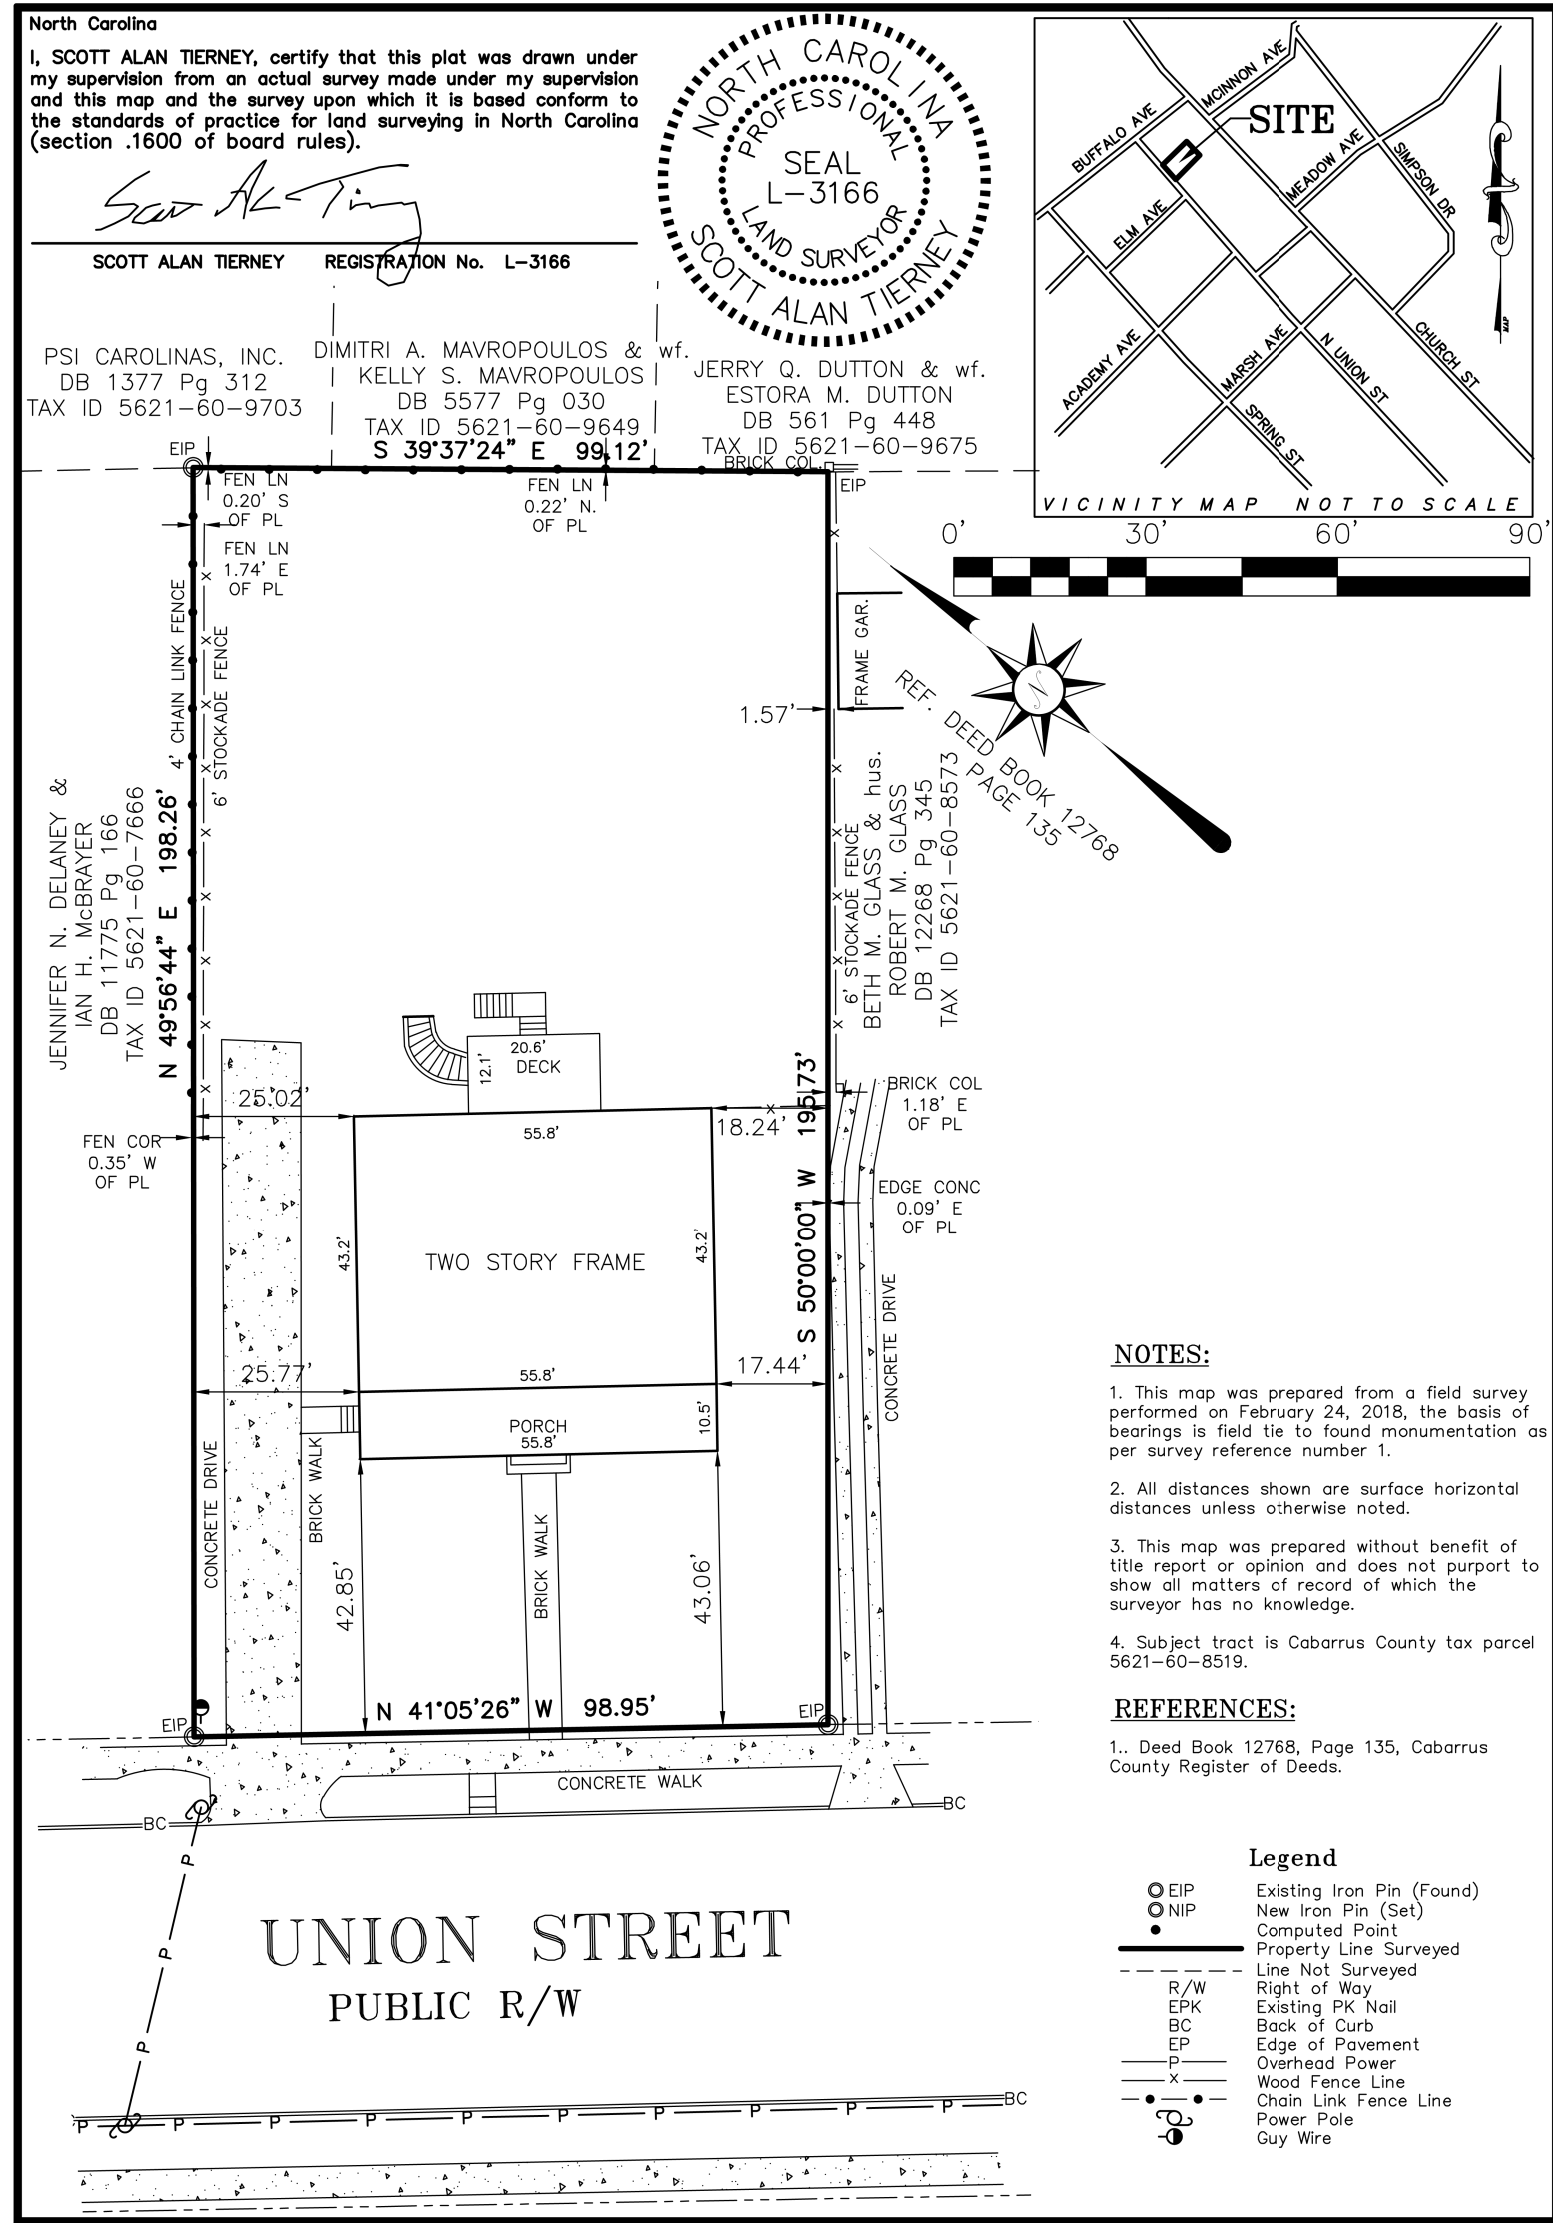 North Carolina
I, SCOTT ALAN TIERNEY, certify that this plat was drawn under
my supervision from an actual survey made under my supervision
and this map and the survey upon which it is based conform to
the standards of practice for land surveying in North Carolina
(section .1600 of board rules).
SCOTT ALAN TIERNEY REGISTRATION No. L-3166
NORTH CAROLINA
PROFESSIONAL
SEAL
L-3166
LAND SURVEYOR
SCOTT ALAN TIERNEY
MCINNON AVE
SITE
BUFFALO AVE
MEADOW AVE
SIMPSON DR
ELM AVE
ACADEMY AVE
MARSH AVE
N UNION ST
CHURCH ST
SPRING ST
MAP
VICINITY MAP NOT TO SCALE
0' 30' 60' 90'
PSI CAROLINAS, INC.
DB 1377 Pg 312
TAX ID 5621-60-9703
DIMITRI A. MAVROPOULOS & wf.
KELLY S. MAVROPOULOS
DB 5577 Pg 030
TAX ID 5621-60-9649
JERRY Q. DUTTON & wf.
ESTORA M. DUTTON
DB 561 Pg 448
TAX ID 5621-60-9675
S 39°37'24" E 99.12'
EIP
BRICK COL.
EIP
FEN LN
0.20' S
OF PL
FEN LN
0.22' N.
OF PL
FEN LN
1.74' E
OF PL
4' CHAIN LINK FENCE
6' STOCKADE FENCE
FRAME GAR.
1.57'
REF. DEED BOOK 12768
PAGE 135
N
JENNIFER N. DELANEY &
IAN H. McBRAYER
DB 11775 Pg 166
TAX ID 5621-60-7666
N 49°56'44" E 198.26'
6' STOCKADE FENCE
BETH M. GLASS & hus.
ROBERT M. GLASS
DB 12268 Pg 345
TAX ID 5621-60-8573
S 50°00'00" W 195.73'
20.6'
DECK
12.1'
25.02'
55.8'
18.24'
BRICK COL
1.18' E
OF PL
FEN COR
0.35' W
OF PL
EDGE CONC
0.09' E
OF PL
43.2'
TWO STORY FRAME
43.2'
CONCRETE DRIVE
25.77'
55.8'
17.44'
PORCH
55.8'
10.5'
CONCRETE DRIVE
BRICK WALK
BRICK WALK
42.85'
43.06'
N 41°05'26" W 98.95'
EIP
EIP
CONCRETE WALK
BC
BC
P
P
P
UNION STREET
PUBLIC R/W
BC
P P P P P P P P P P
NOTES:
1. This map was prepared from a field survey
performed on February 24, 2018, the basis of
bearings is field tie to found monumentation as
per survey reference number 1.
2. All distances shown are surface horizontal
distances unless otherwise noted.
3. This map was prepared without benefit of
title report or opinion and does not purport to
show all matters of record of which the
surveyor has no knowledge.
4. Subject tract is Cabarrus County tax parcel
5621-60-8519.
REFERENCES:
1.. Deed Book 12768, Page 135, Cabarrus
County Register of Deeds.
Legend
EIP Existing Iron Pin (Found)
NIP New Iron Pin (Set)
Computed Point
Property Line Surveyed
Line Not Surveyed
R/W Right of Way
EPK Existing PK Nail
BC Back of Curb
EP Edge of Pavement
P Overhead Power
x Wood Fence Line
Chain Link Fence Line
Power Pole
Guy Wire